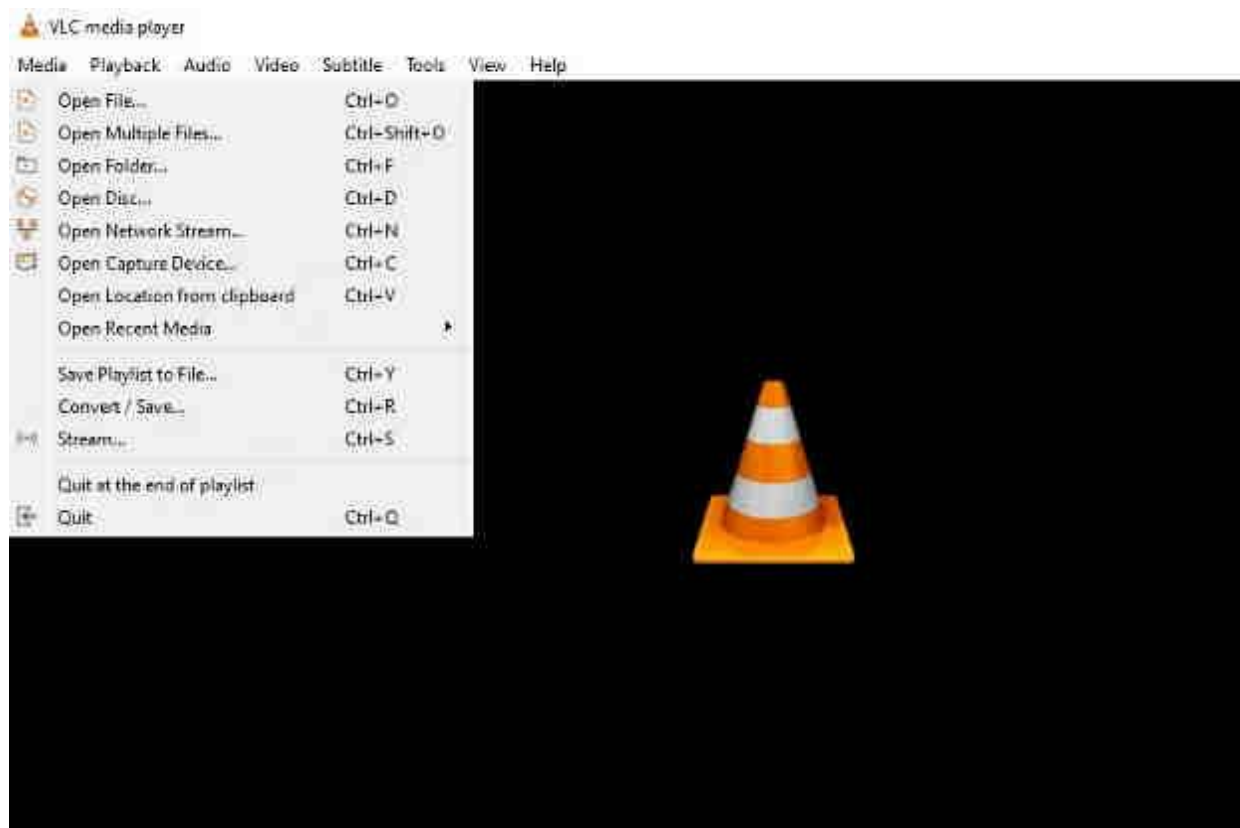 VLC media player
Media Playback Audio Video Subtitle Tools View Help
Open File... Ctrl+O
Open Multiple Files... Ctrl+Shift+O
Open Folder... Ctrl+F
Open Disc... Ctrl+D
Open Network Stream... Ctrl+N
Open Capture Device... Ctrl+C
Open Location from clipboard Ctrl+V
Open Recent Media
Save Playlist to File... Ctrl+Y
Convert / Save... Ctrl+R
Stream... Ctrl+S
Quit at the end of playlist
Quit Ctrl+Q